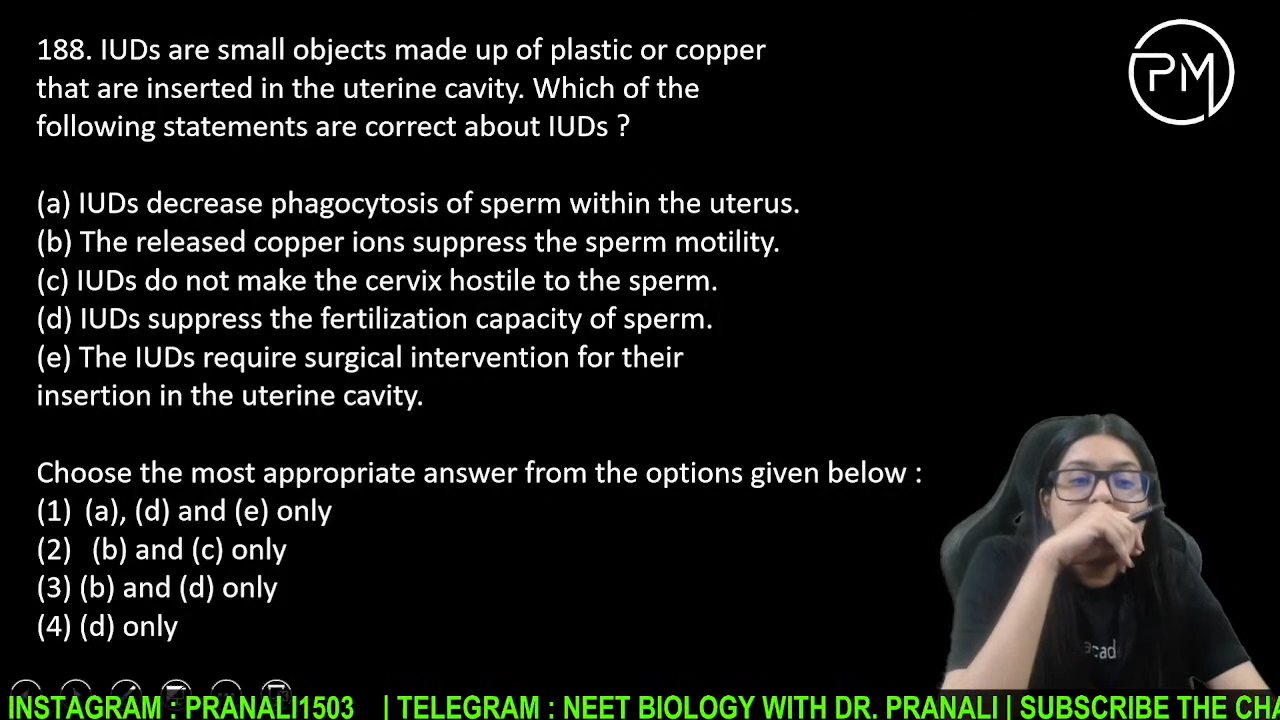 188. IUDs are small objects made up of plastic or copper
that are inserted in the uterine cavity. Which of the
following statements are correct about IUDs ?
(a) IUDs decrease phagocytosis of sperm within the uterus.
(b) The released copper ions suppress the sperm motility.
(c) IUDs do not make the cervix hostile to the sperm.
(d) IUDs suppress the fertilization capacity of sperm.
(e) The IUDs require surgical intervention for their
insertion in the uterine cavity.
Choose the most appropriate answer from the options given below :
(1) (a), (d) and (e) only
(2) (b) and (c) only
(3) (b) and (d) only
(4) (d) only
PM
acad
INSTAGRAM : PRANALI1503 | TELEGRAM : NEET BIOLOGY WITH DR. PRANALI | SUBSCRIBE THE CHA